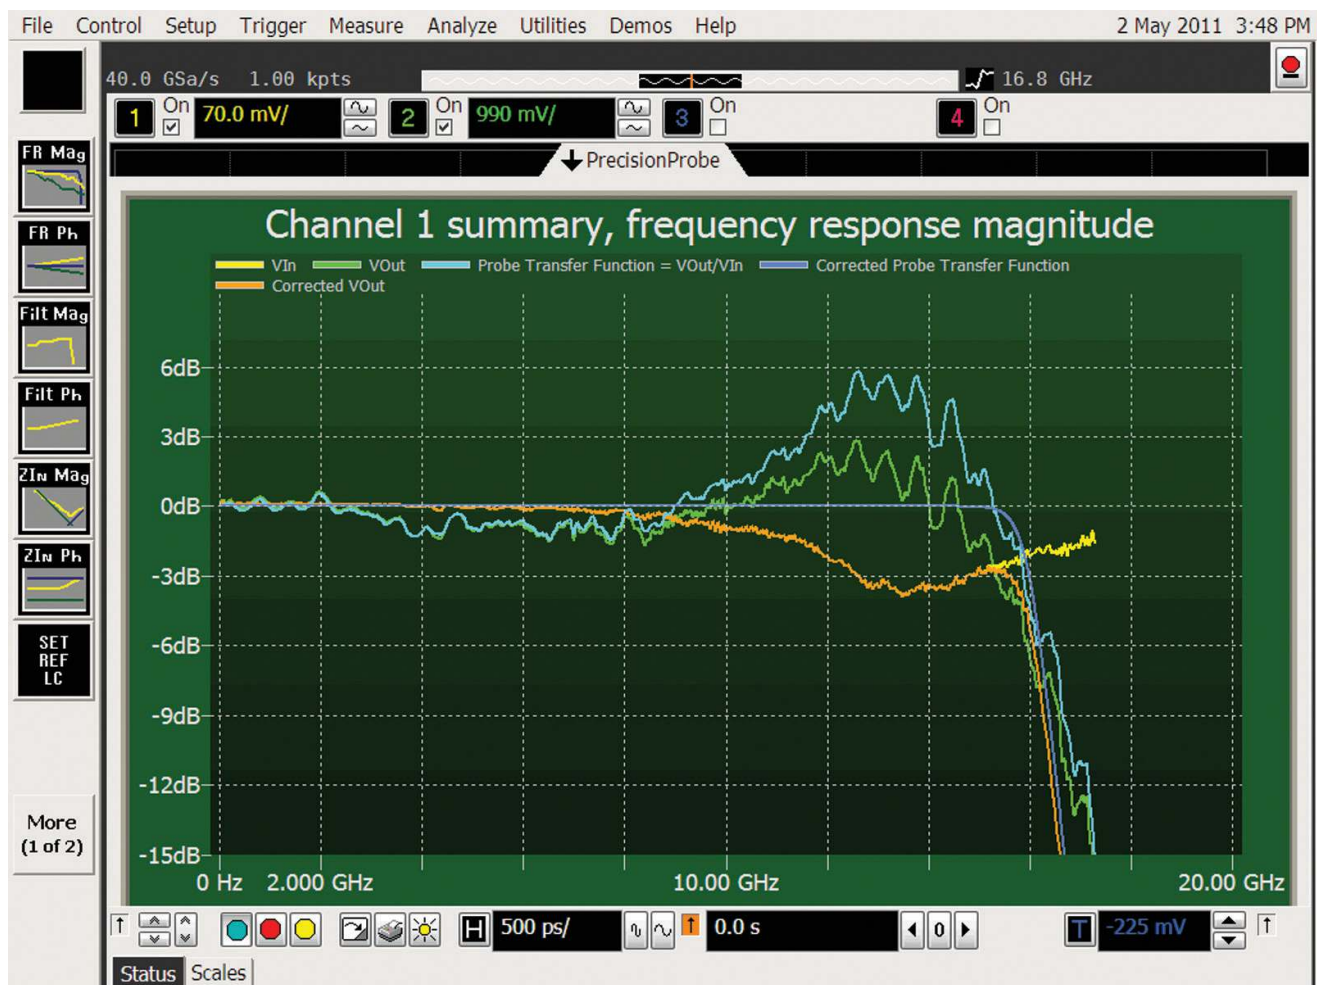 File Control Setup Trigger Measure Analyze Utilities Demos Help 2 May 2011 3:48 PM
40.0 GSa/s 1.00 kpts 16.8 GHz
1 On 70.0 mV/ 2 On 990 mV/ 3 On 4 On
PrecisionProbe
FR Mag
FR Ph
Filt Mag
Filt Ph
ZIN Mag
ZIN Ph
SET
REF
LC
More
(1 of 2)
Channel 1 summary, frequency response magnitude
VIn VOut Probe Transfer Function = VOut/VIn Corrected Probe Transfer Function
Corrected VOut
6dB
3dB
0dB
-3dB
-6dB
-9dB
-12dB
-15dB
0 Hz 2.000 GHz 10.00 GHz 20.00 GHz
H 500 ps/ 0.0 s 0 T -225 mV
Status Scales